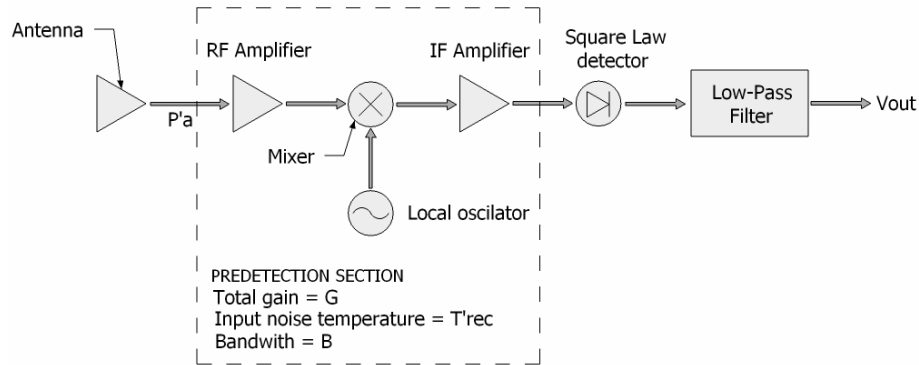 Antenna
RF Amplifier
IF Amplifier
Square Law
detector
Low-Pass
Filter
Vout
P'a
Mixer
Local oscilator
PREDETECTION SECTION
Total gain = G
Input noise temperature = T'rec
Bandwith = B